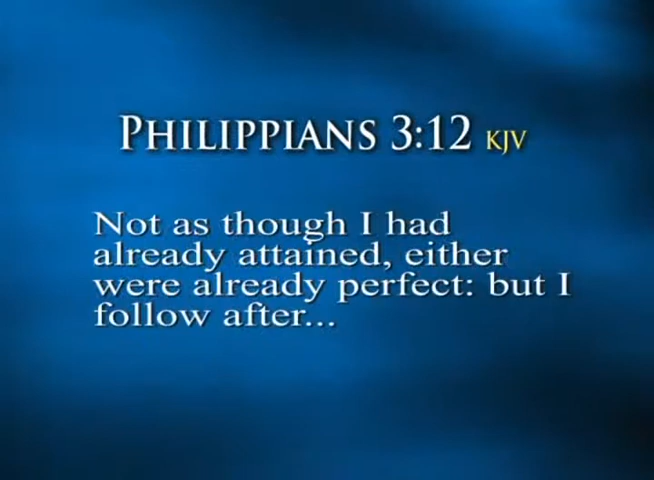 PHILIPPIANS 3:12 KJV
Not as though I had
already attained, either
were already perfect: but I
follow after...